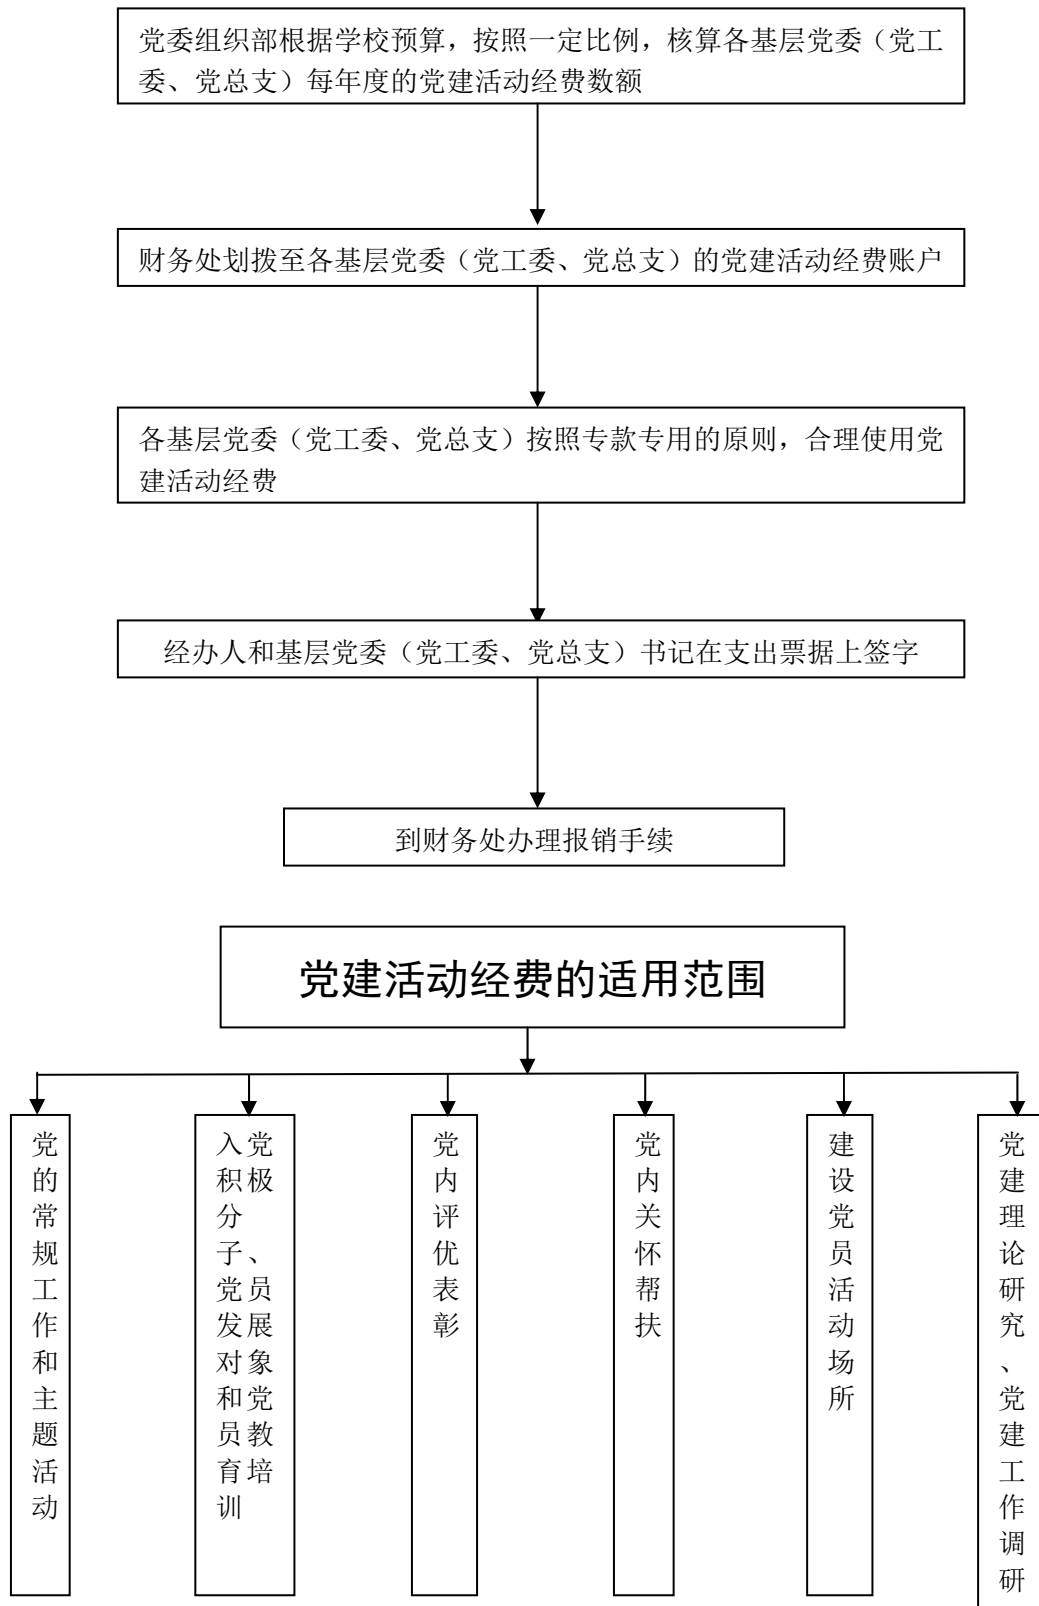 党委组织部根据学校预算，按照一定比例，核算各基层党委（党工
委、党总支）每年度的党建活动经费数额
财务处划拨至各基层党委（党工委、党总支）的党建活动经费账户
各基层党委（党工委、党总支）按照专款专用的原则，合理使用党
建活动经费
经办人和基层党委（党工委、党总支）书记在支出票据上签字
到财务处办理报销手续
党建活动经费的适用范围
党的常规工作和主题活动
入党
积极
分
子、
党员
发展
对象
和党
员教
育培
训
党内评优表彰
党内关怀帮扶
建设党员活动场所
党建理论研究、党建工作调研